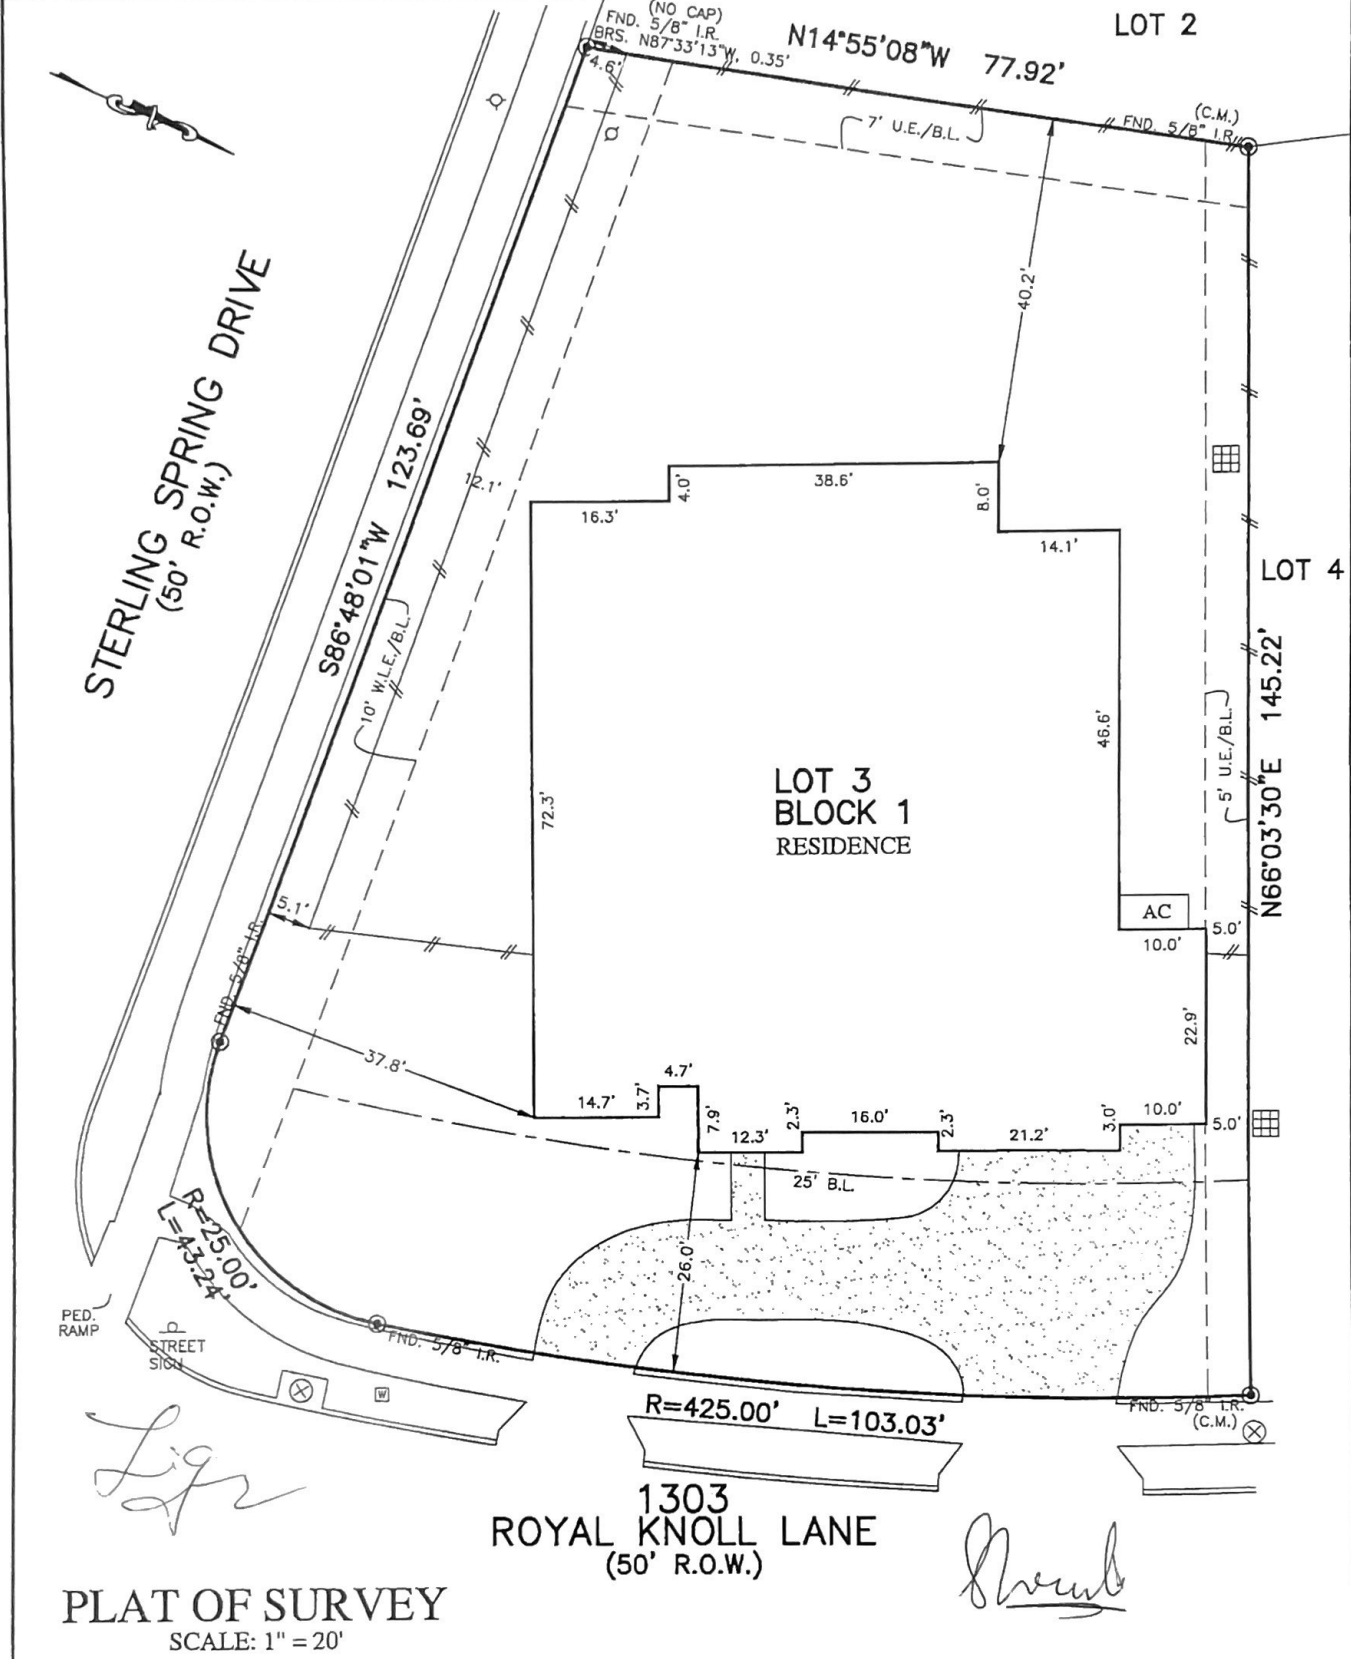 (NO CAP)
FND. 5/8" I.R.
BRS. N87°33'13"W, 0.35'
N14°55'08"W 77.92'
LOT 2
4.6'
7' U.E./B.L.
(C.M.)
FND. 5/8" I.R.
40.2'
STERLING SPRING DRIVE
(50' R.O.W.)
S86°48'01"W 123.69'
12.1'
16.3'
4.0'
38.6'
8.0'
14.1'
LOT 4
10' W.L.E./B.L.
72.3'
46.6'
5' U.E./B.L.
N66°03'30"E 145.22'
LOT 3
BLOCK 1
RESIDENCE
AC
5.1'
10.0'
5.0'
FND. 5/8" I.R.
37.8'
22.9'
14.7'
3.7'
4.7'
7.9'
12.3'
2.3'
16.0'
2.3'
21.2'
3.0'
10.0'
5.0'
25' B.L.
R=25.00'
L=43.24'
26.0'
PED.
RAMP
STREET
SIGN
FND. 5/8" I.R.
W
R=425.00' L=103.03'
FND. 5/8" I.R.
(C.M.)
1303
ROYAL KNOLL LANE
(50' R.O.W.)
PLAT OF SURVEY
SCALE: 1" = 20'